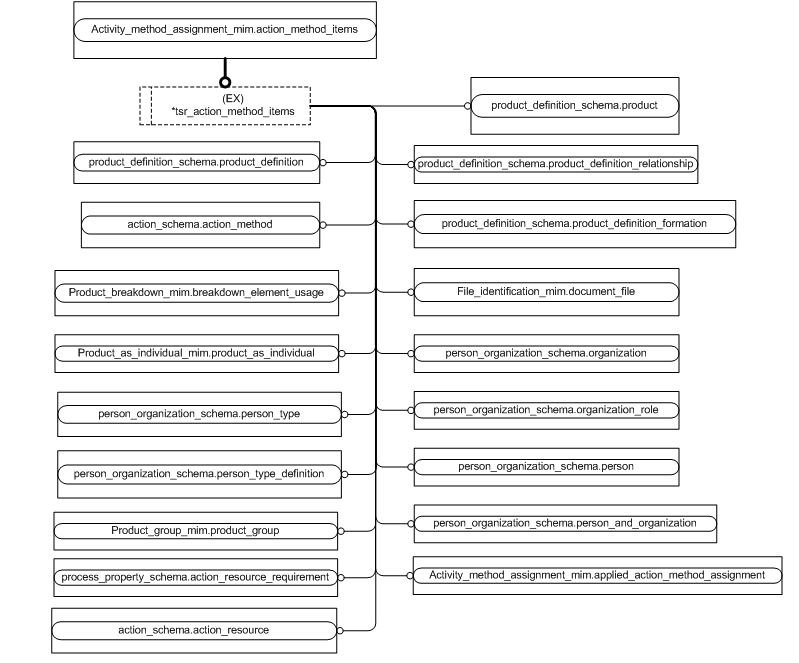 Activity_method_assignment_mim.action_method_items
(EX)
*tsr_action_method_items
product_definition_schema.product
product_definition_schema.product_definition
product_definition_schema.product_definition_relationship
action_schema.action_method
product_definition_schema.product_definition_formation
Product_breakdown_mim.breakdown_element_usage
File_identification_mim.document_file
Product_as_individual_mim.product_as_individual
person_organization_schema.organization
person_organization_schema.person_type
person_organization_schema.organization_role
person_organization_schema.person_type_definition
person_organization_schema.person
Product_group_mim.product_group
person_organization_schema.person_and_organization
process_property_schema.action_resource_requirement
Activity_method_assignment_mim.applied_action_method_assignment
action_schema.action_resource